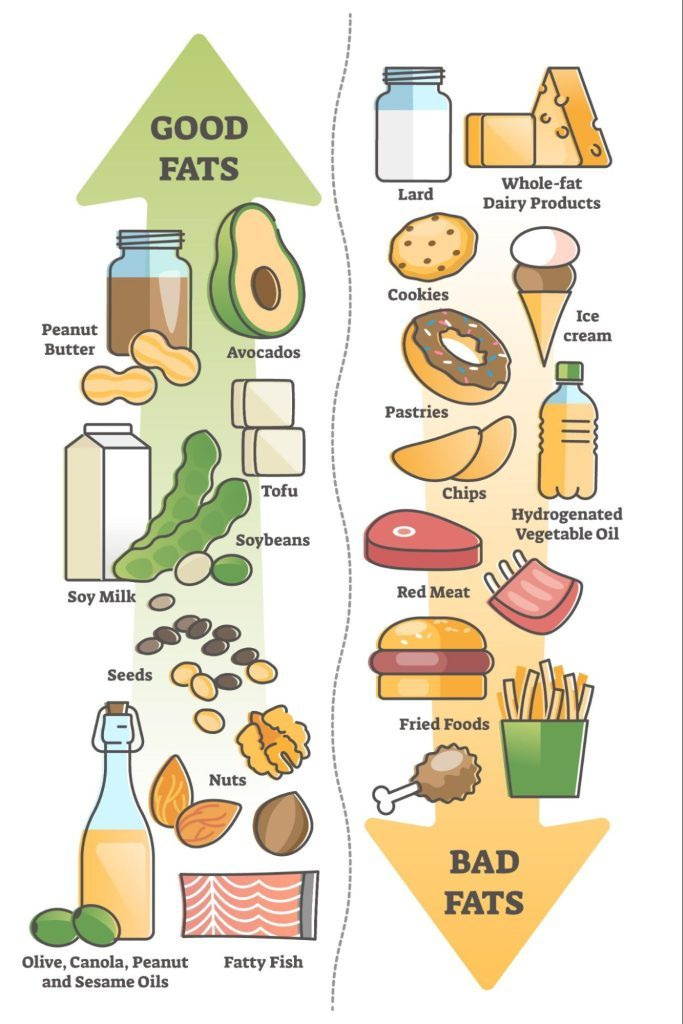 GOOD
FATS
Peanut
Butter
Avocados
Tofu
Soybeans
Soy Milk
Seeds
Nuts
Olive, Canola, Peanut
and Sesame Oils
Fatty Fish
Lard
Whole-fat
Dairy Products
Cookies
Ice
cream
Pastries
Chips
Hydrogenated
Vegetable Oil
Red Meat
Fried Foods
BAD
FATS